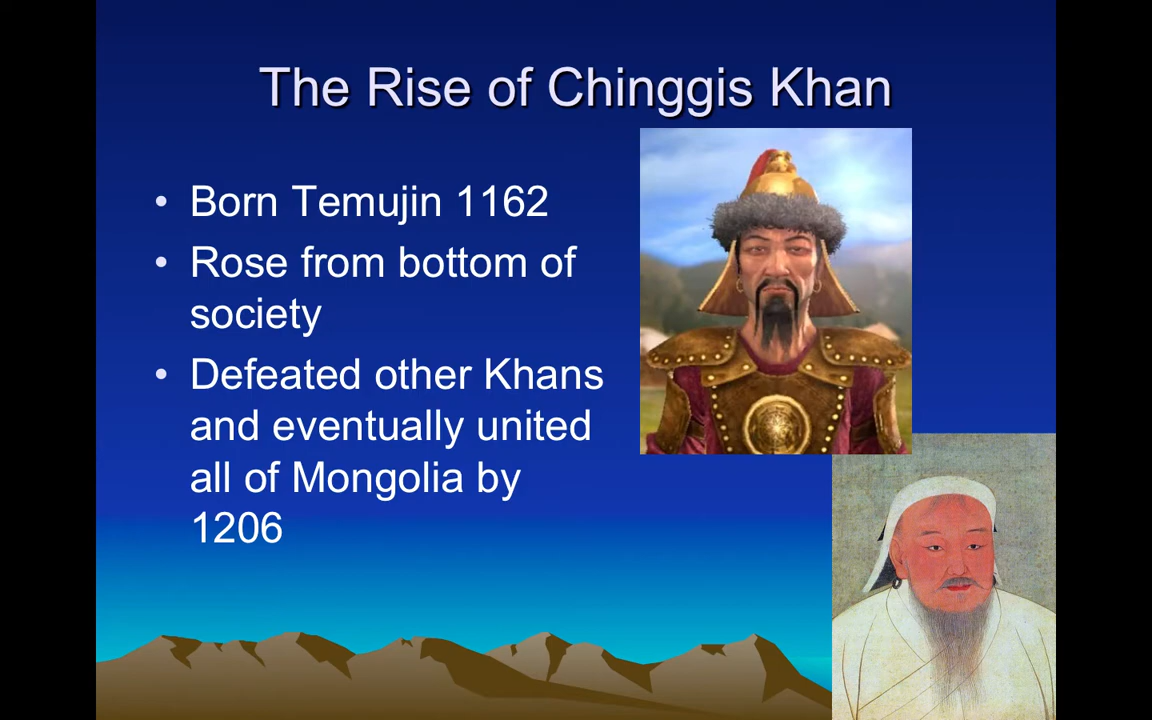 The Rise of Chinggis Khan
• Born Temujin 1162
• Rose from bottom of
society
• Defeated other Khans
and eventually united
all of Mongolia by
1206